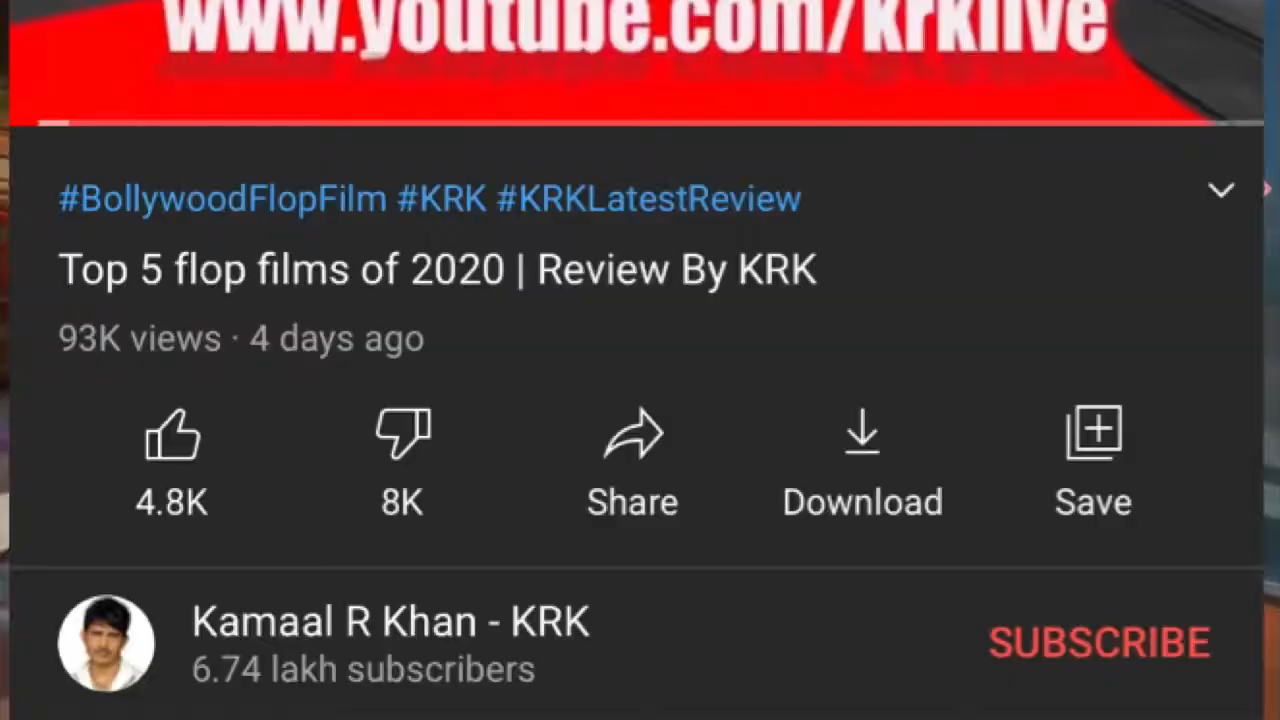 www.youtube.com/krklive
#BollywoodFlopFilm #KRK #KRKLatestReview
Top 5 flop films of 2020 | Review By KRK
93K views · 4 days ago
4.8K 8K Share Download Save
Kamaal R Khan - KRK
6.74 lakh subscribers
SUBSCRIBE